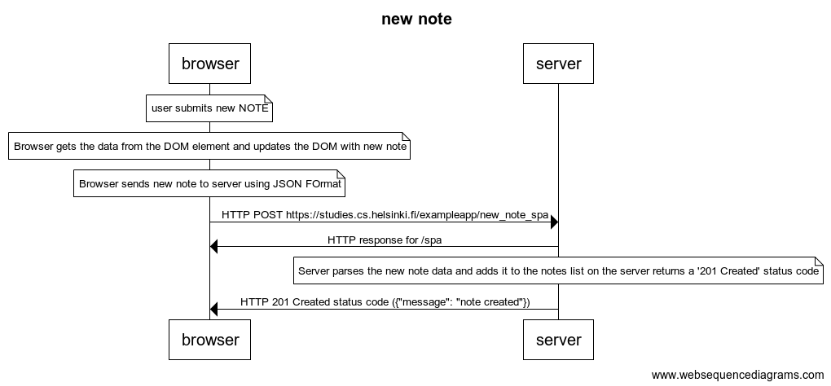 new note
browser
server
user submits new NOTE
Browser gets the data from the DOM element and updates the DOM with new note
Browser sends new note to server using JSON FOrmat
HTTP POST https://studies.cs.helsinki.fi/exampleapp/new_note_spa
HTTP response for /spa
Server parses the new note data and adds it to the notes list on the server returns a '201 Created' status code
HTTP 201 Created status code ({"message": "note created"})
browser
server
www.websequencediagrams.com